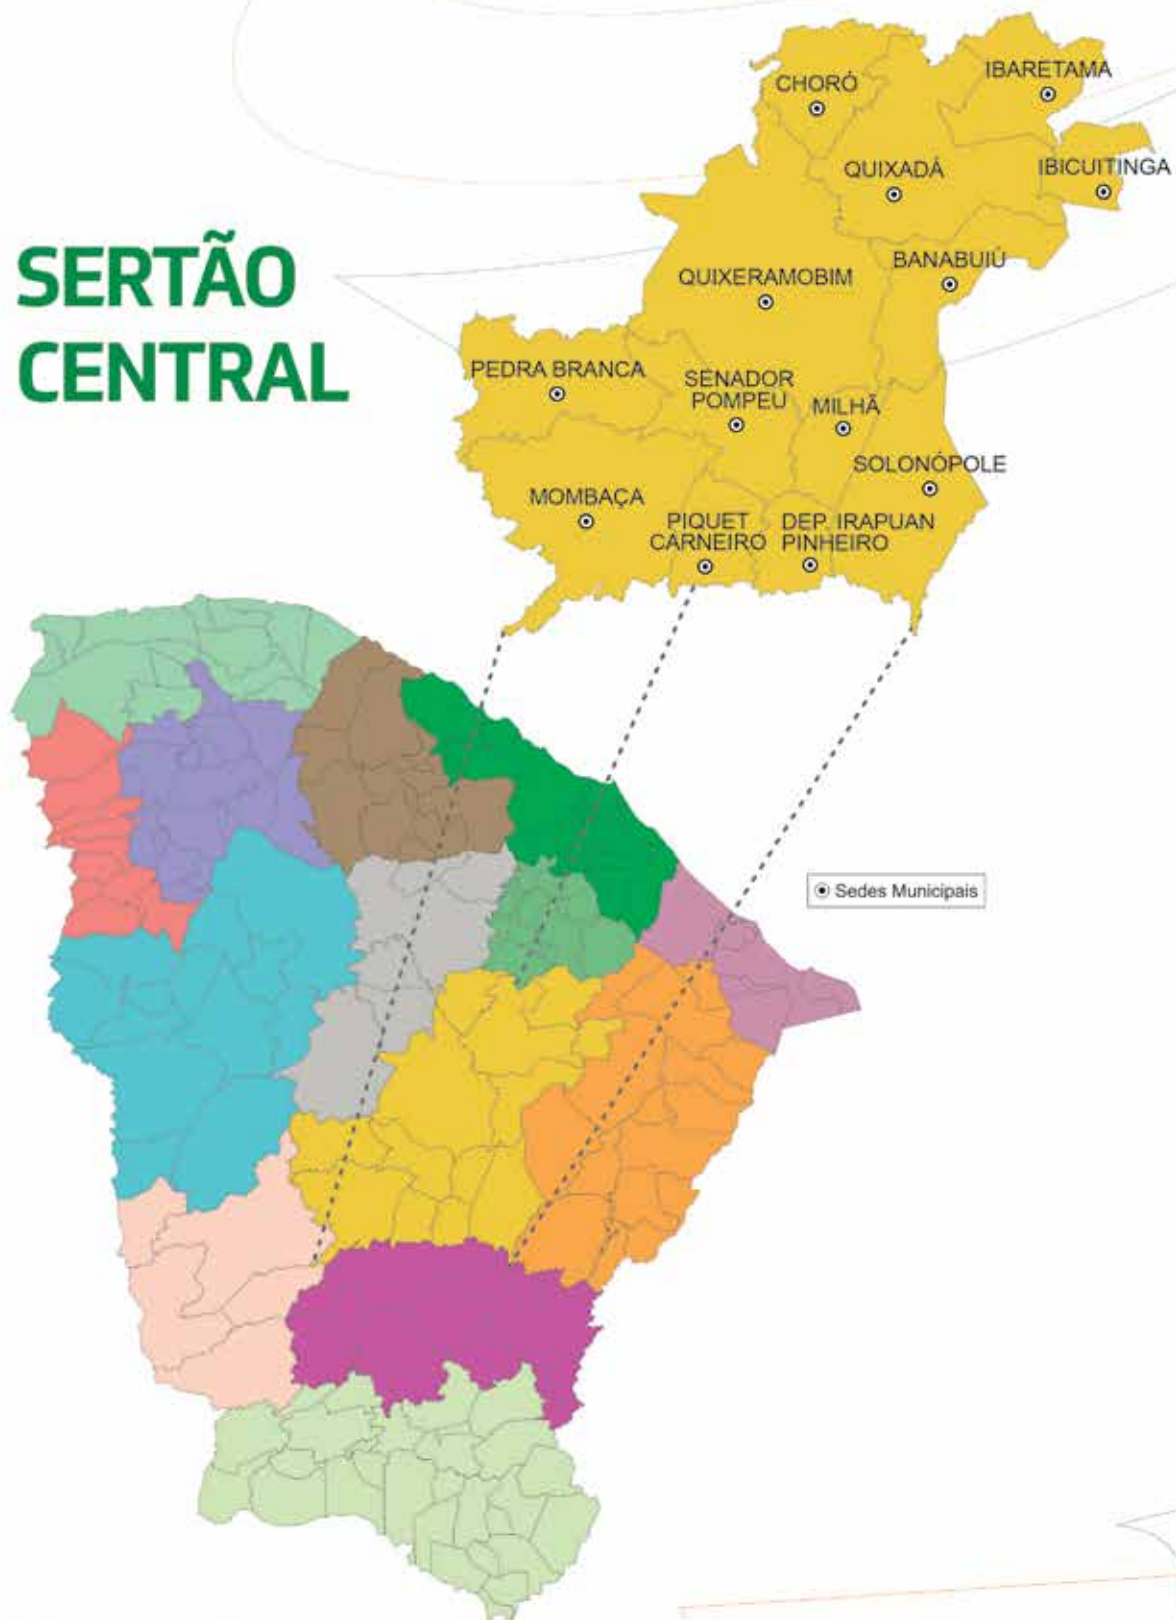 SERTÃO
CENTRAL
CHORÓ
IBARETAMA
QUIXADÁ
IBICUITINGA
QUIXERAMOBIM
BANABUIÚ
PEDRA BRANCA
SENADOR
POMPEU
MILHÃ
SOLONÓPOLE
MOMBAÇA
PIQUET
CARNEIRO
DEP. IRAPUAN
PINHEIRO
Sedes Municipais